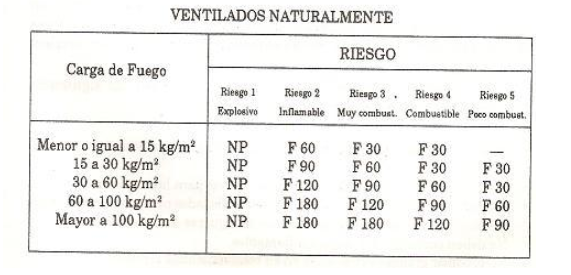 VENTILADOS NATURALMENTE
Carga de Fuego
RIESGO
Riesgo 1 Riesgo 2 Riesgo 3 . Riesgo 4 Riesgo 5
Explosivo Inflamable Muy combust. Combustible Poco combust.
Menor o igual a 15 kg/m² NP F 60 F 30 F 30 —
15 a 30 kg/m² NP F 90 F 60 F 30 F 30
30 a 60 kg/m² NP F 120 F 90 F 60 F 30
60 a 100 kg/m² NP F 180 F 120 F 90 F 60
Mayor a 100 kg/m² NP F 180 F 180 F 120 F 90